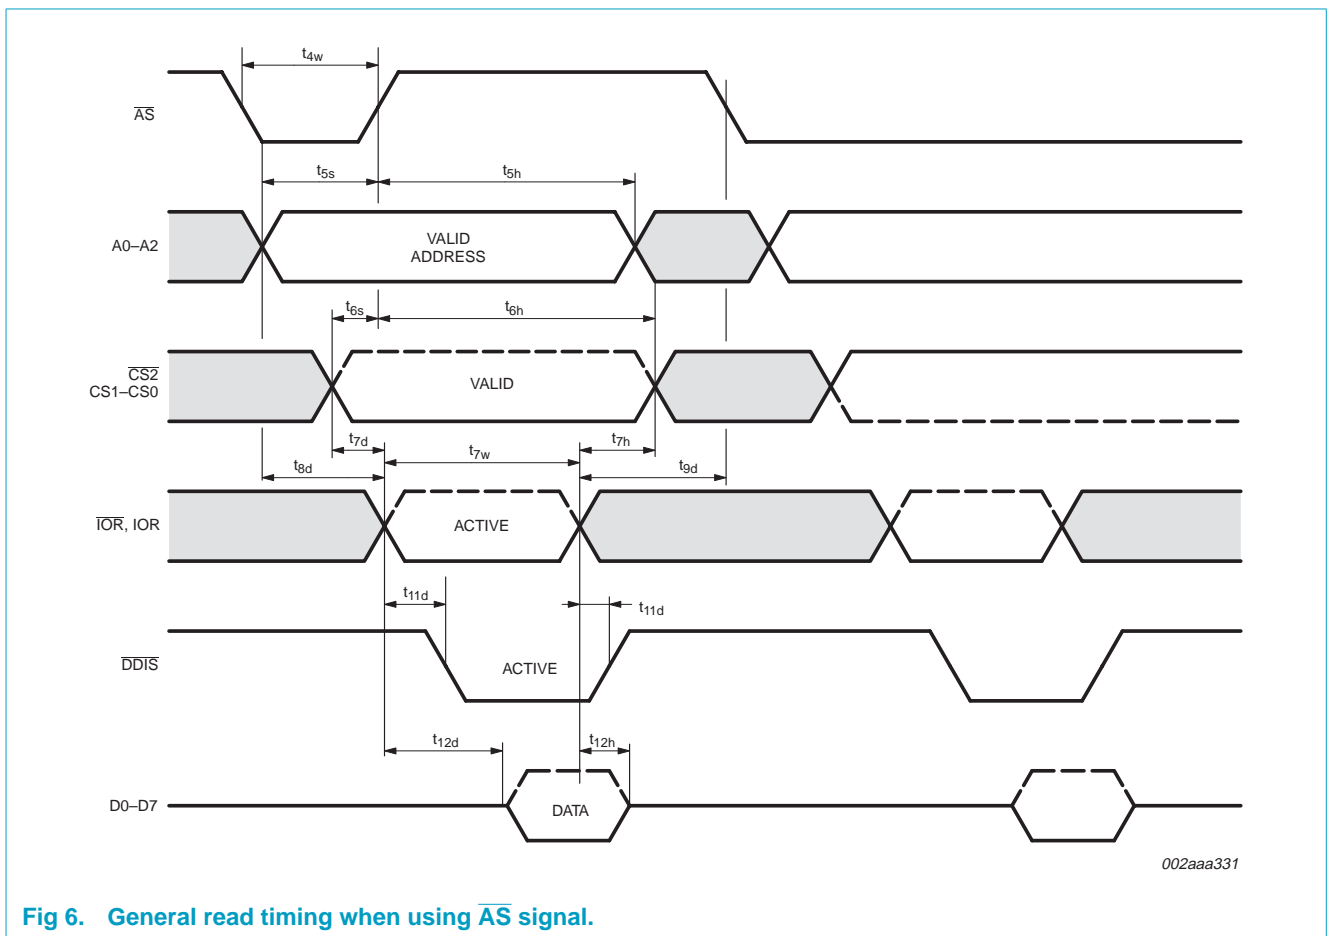 t4w
AS
t5s
t5h
A0–A2
VALID
ADDRESS
t6s
t6h
CS2
CS1–CS0
VALID
t7d
t7w
t7h
t8d
t9d
IOR, IOR
ACTIVE
t11d
t11d
DDIS
ACTIVE
t12d
t12h
D0–D7
DATA
002aaa331
Fig 6. General read timing when using AS signal.